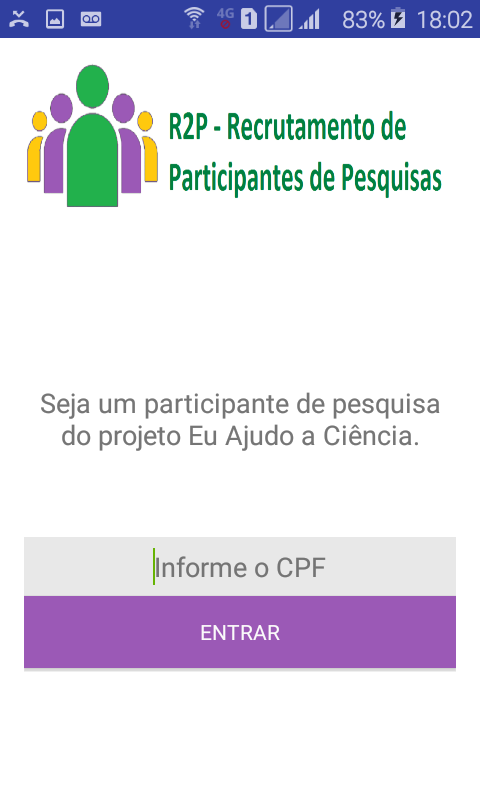 4G 1 83% 18:02
R2P - Recrutamento de
Participantes de Pesquisas
Seja um participante de pesquisa
do projeto Eu Ajudo a Ciência.
Informe o CPF
ENTRAR